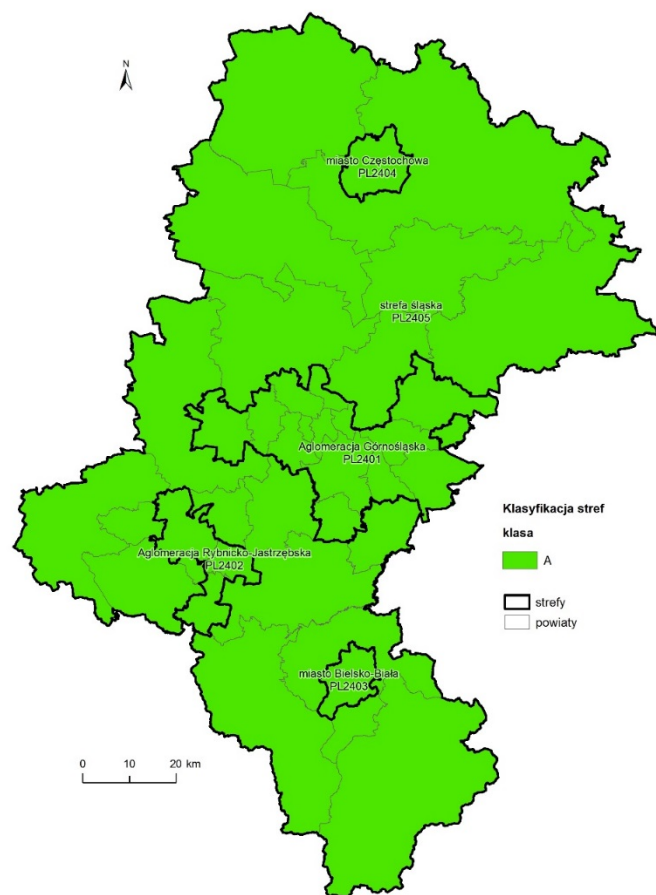 N
miasto Częstochowa
PL2404
strefa śląska
PL2405
Aglomeracja Górnośląska
PL2401
Klasyfikacja stref
klasa
A
strefy
powiaty
Aglomeracja Rybnicko-Jastrzębska
PL2402
miasto Bielsko-Biała
PL2403
0 10 20 km